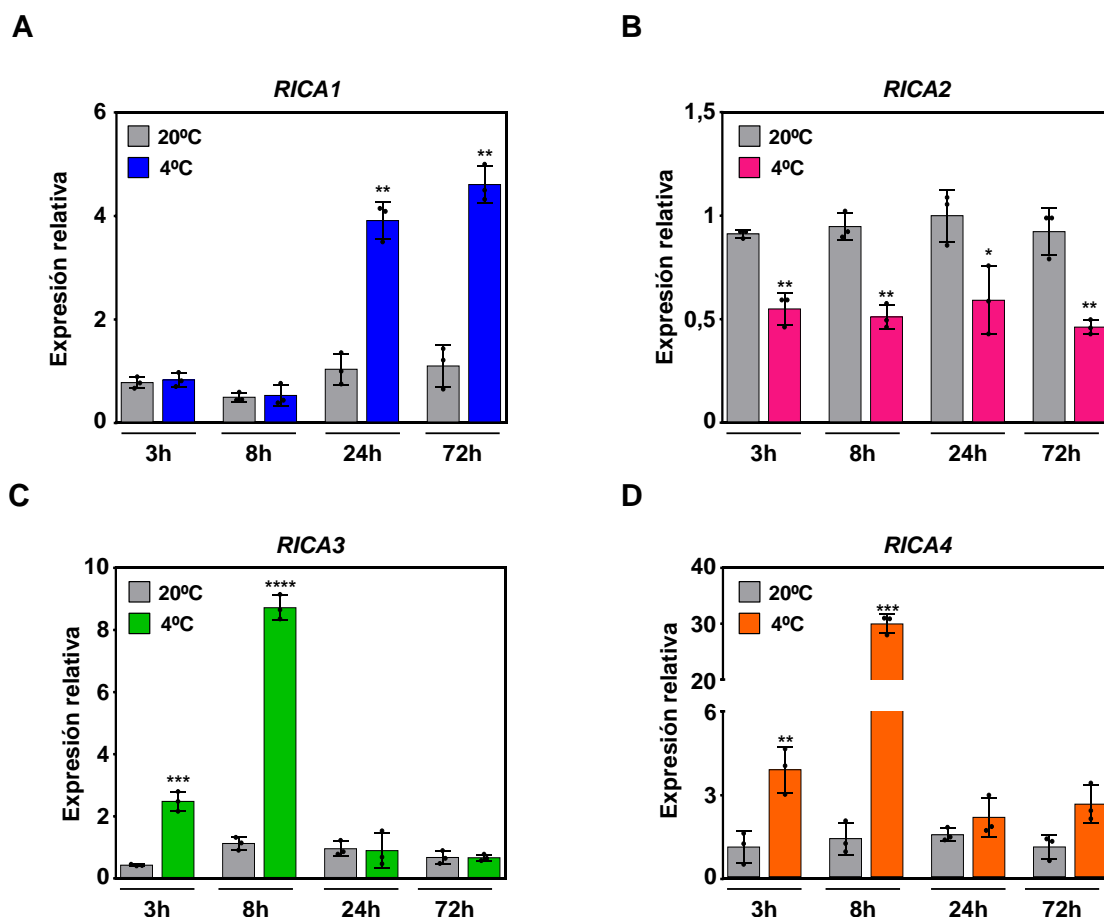 A
RICA1
Expresión relativa
6
4
2
0
20ºC
4ºC
**
**
3h 8h 24h 72h
B
RICA2
Expresión relativa
1,5
1
0,5
0
20ºC
4ºC
**
**
*
**
3h 8h 24h 72h
C
RICA3
Expresión relativa
10
8
6
4
2
0
20ºC
4ºC
***
****
3h 8h 24h 72h
D
RICA4
Expresión relativa
40
30
20
6
3
0
20ºC
4ºC
**
***
3h 8h 24h 72h